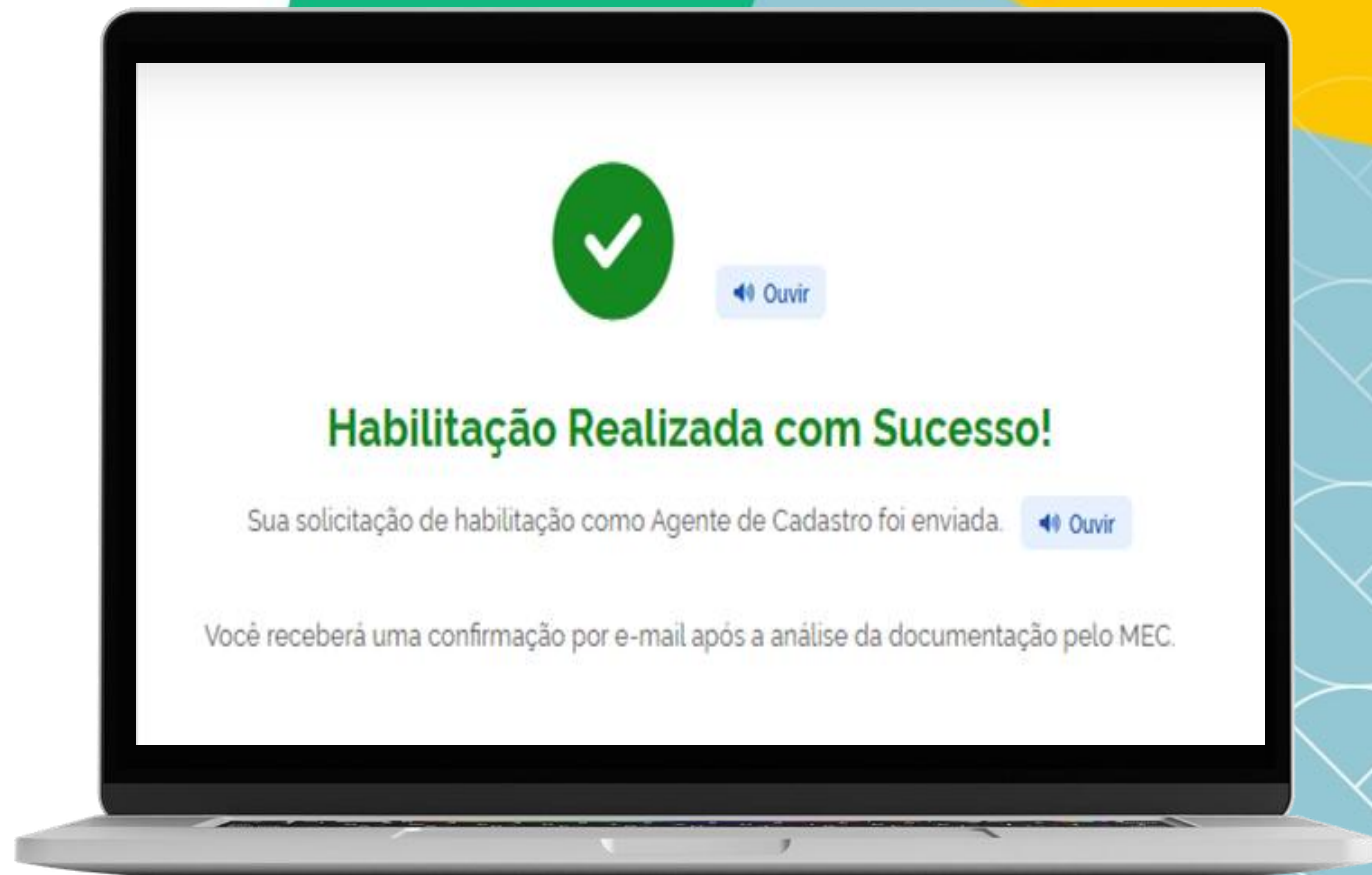 Ouvir
Habilitação Realizada com Sucesso!
Sua solicitação de habilitação como Agente de Cadastro foi enviada. Ouvir
Você receberá uma confirmação por e-mail após a análise da documentação pelo MEC.